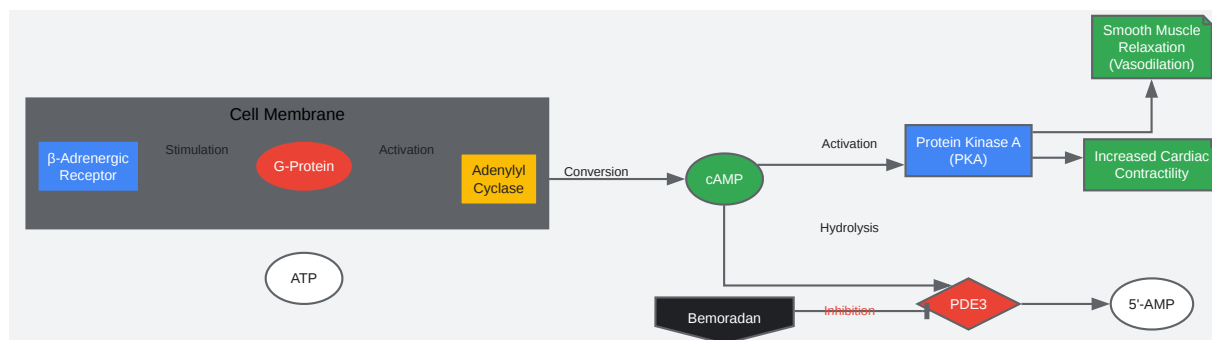 Smooth Muscle
Relaxation
(Vasodilation)
Cell Membrane
β-Adrenergic
Receptor
Stimulation
G-Protein
Activation
Adenylyl
Cyclase
Conversion
cAMP
Activation
Protein Kinase A
(PKA)
Increased Cardiac
Contractility
Hydrolysis
ATP
Bemoradan
Inhibition
PDE3
5'-AMP